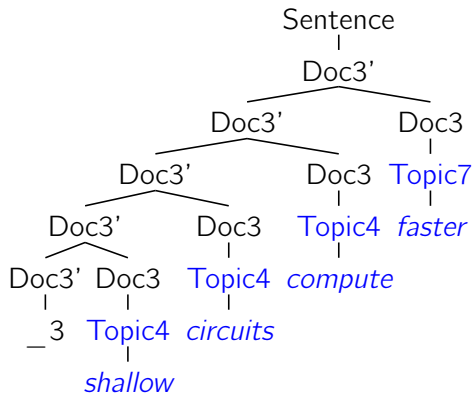 Sentence
Doc3'
Doc3' Doc3
Doc3' Doc3 Topic7
Doc3' Doc3 Topic4 faster
Doc3' Doc3 Topic4 compute
_3 Topic4 circuits
shallow